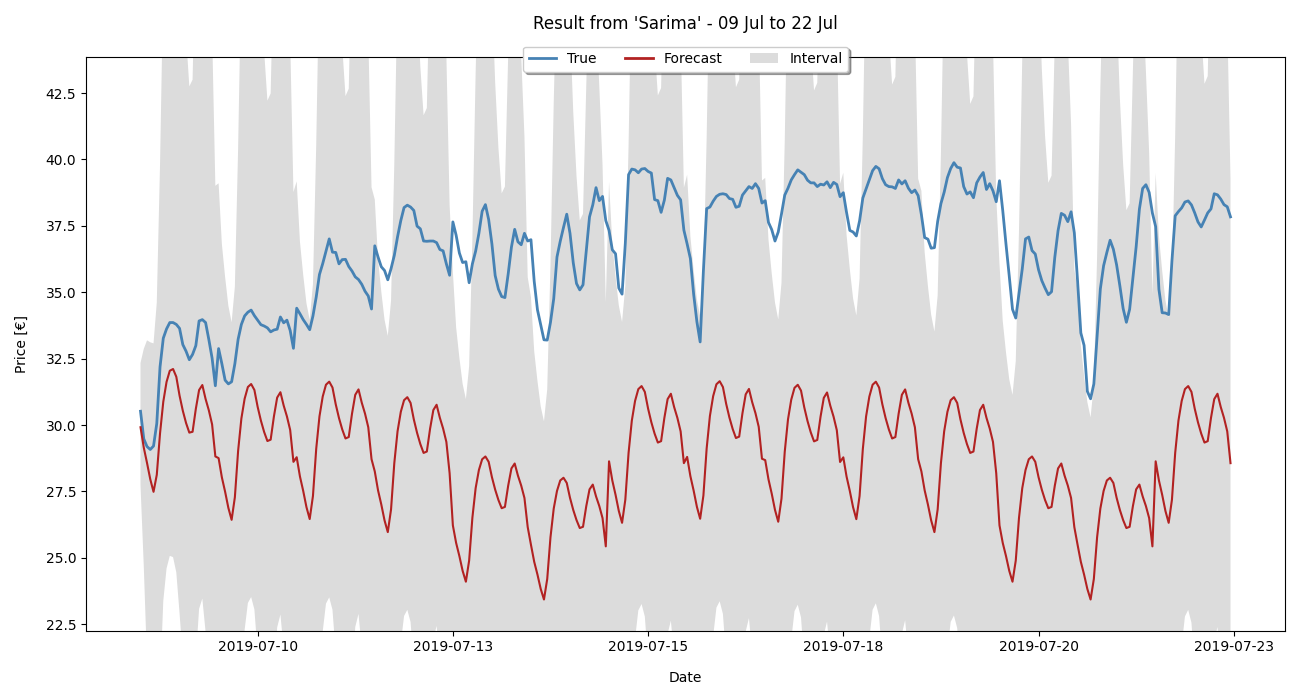 Result from 'Sarima' - 09 Jul to 22 Jul
True Forecast Interval
Price [€]
42.5
40.0
37.5
35.0
32.5
30.0
27.5
25.0
22.5
2019-07-10 2019-07-13 2019-07-15 2019-07-18 2019-07-20 2019-07-23
Date